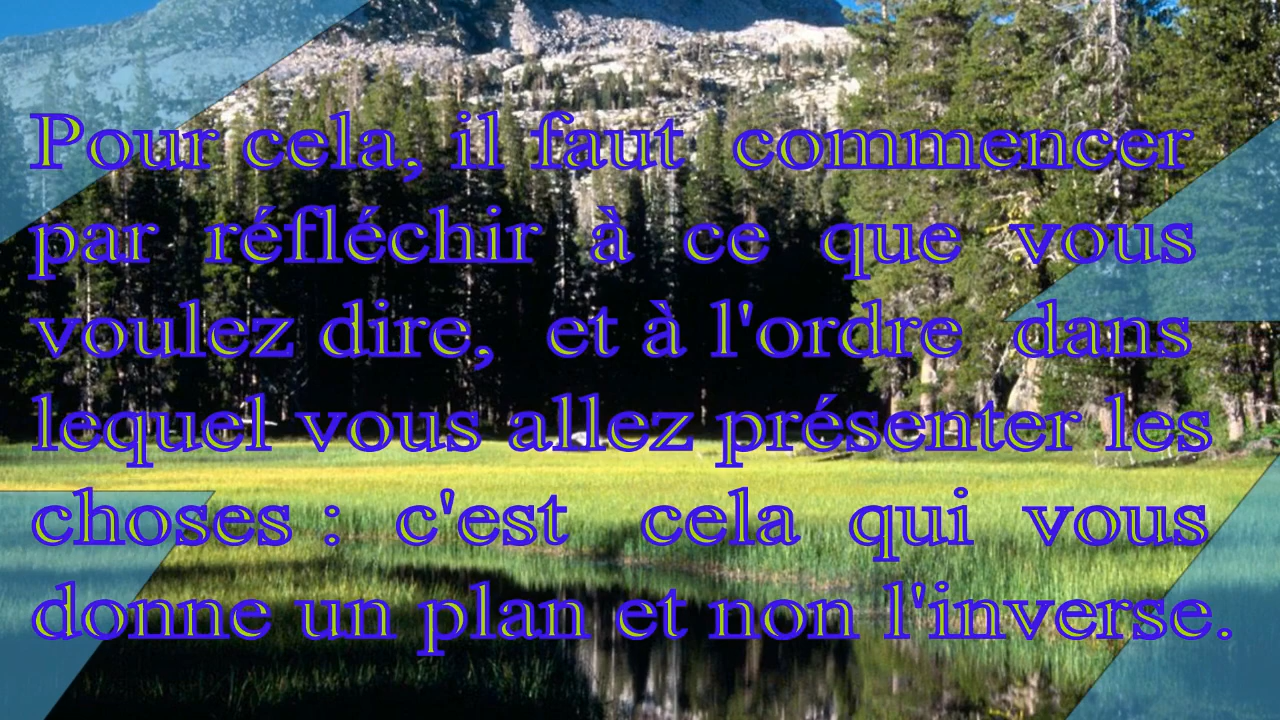 Pour cela, il faut commencer
par réfléchir à ce que vous
voulez dire, et à l'ordre dans
lequel vous allez présenter les
choses : c'est cela qui vous
donne un plan et non l'inverse.